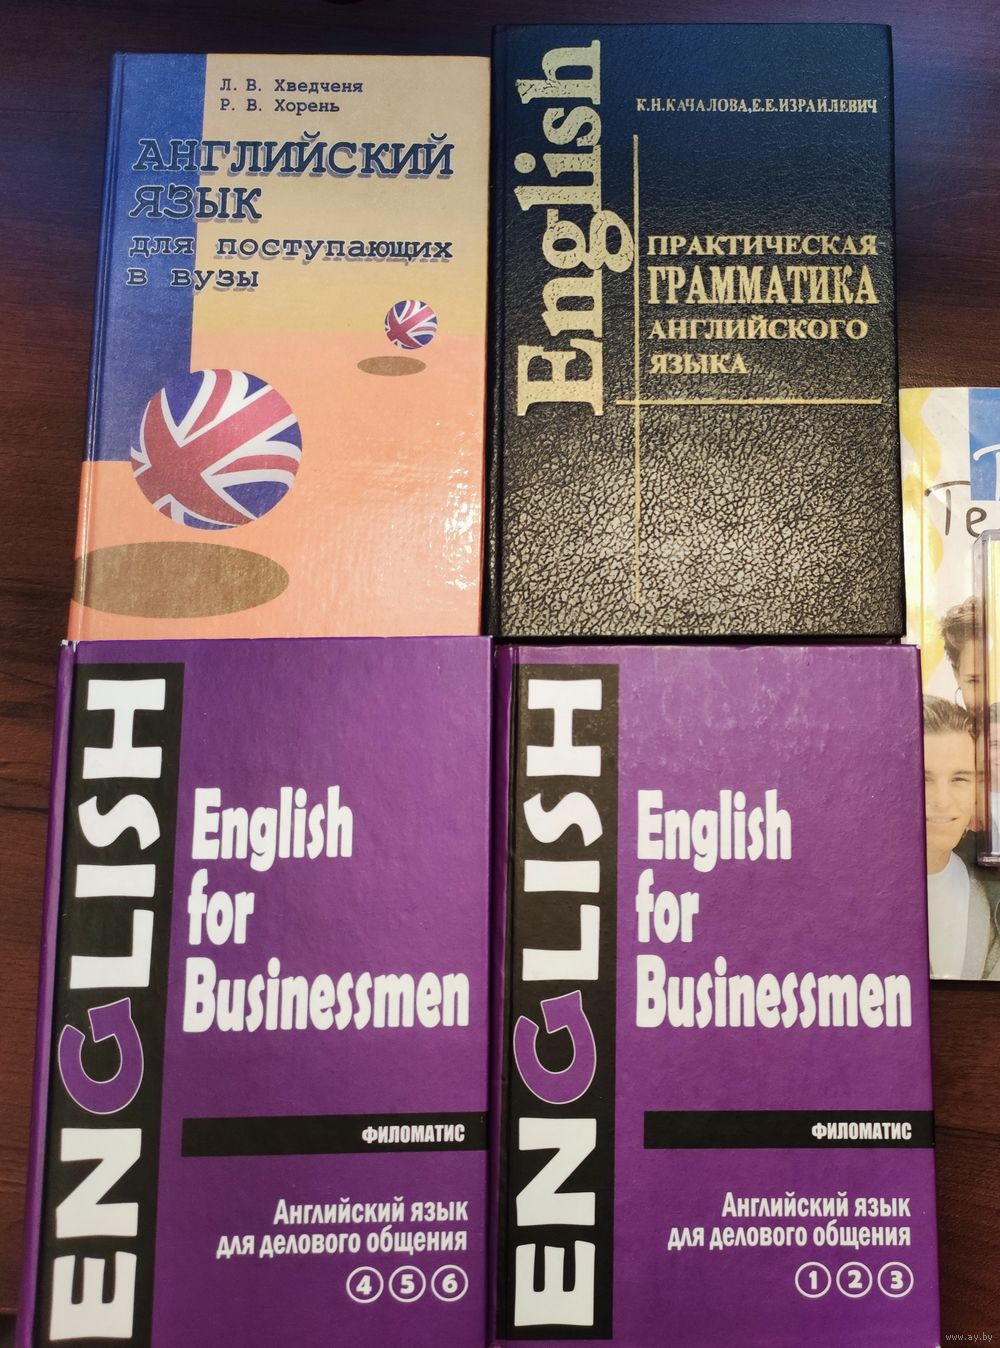 Л. В. Хведченя
Р. В. Хорень
АНГЛИЙСКИЙ
ЯЗЫК
для поступающих
в вузы
English
К.Н.КАЧАЛОВА,Е.Е.ИЗРАИЛЕВИЧ
ПРАКТИЧЕСКАЯ
ГРАММАТИКА
АНГЛИЙСКОГО
ЯЗЫКА
ENGLISH
English
for
Businessmen
ФИЛОМАТИС
Английский язык
для делового общения
4 5 6
ENGLISH
English
for
Businessmen
ФИЛОМАТИС
Английский язык
для делового общения
1 2 3
www.ay.by